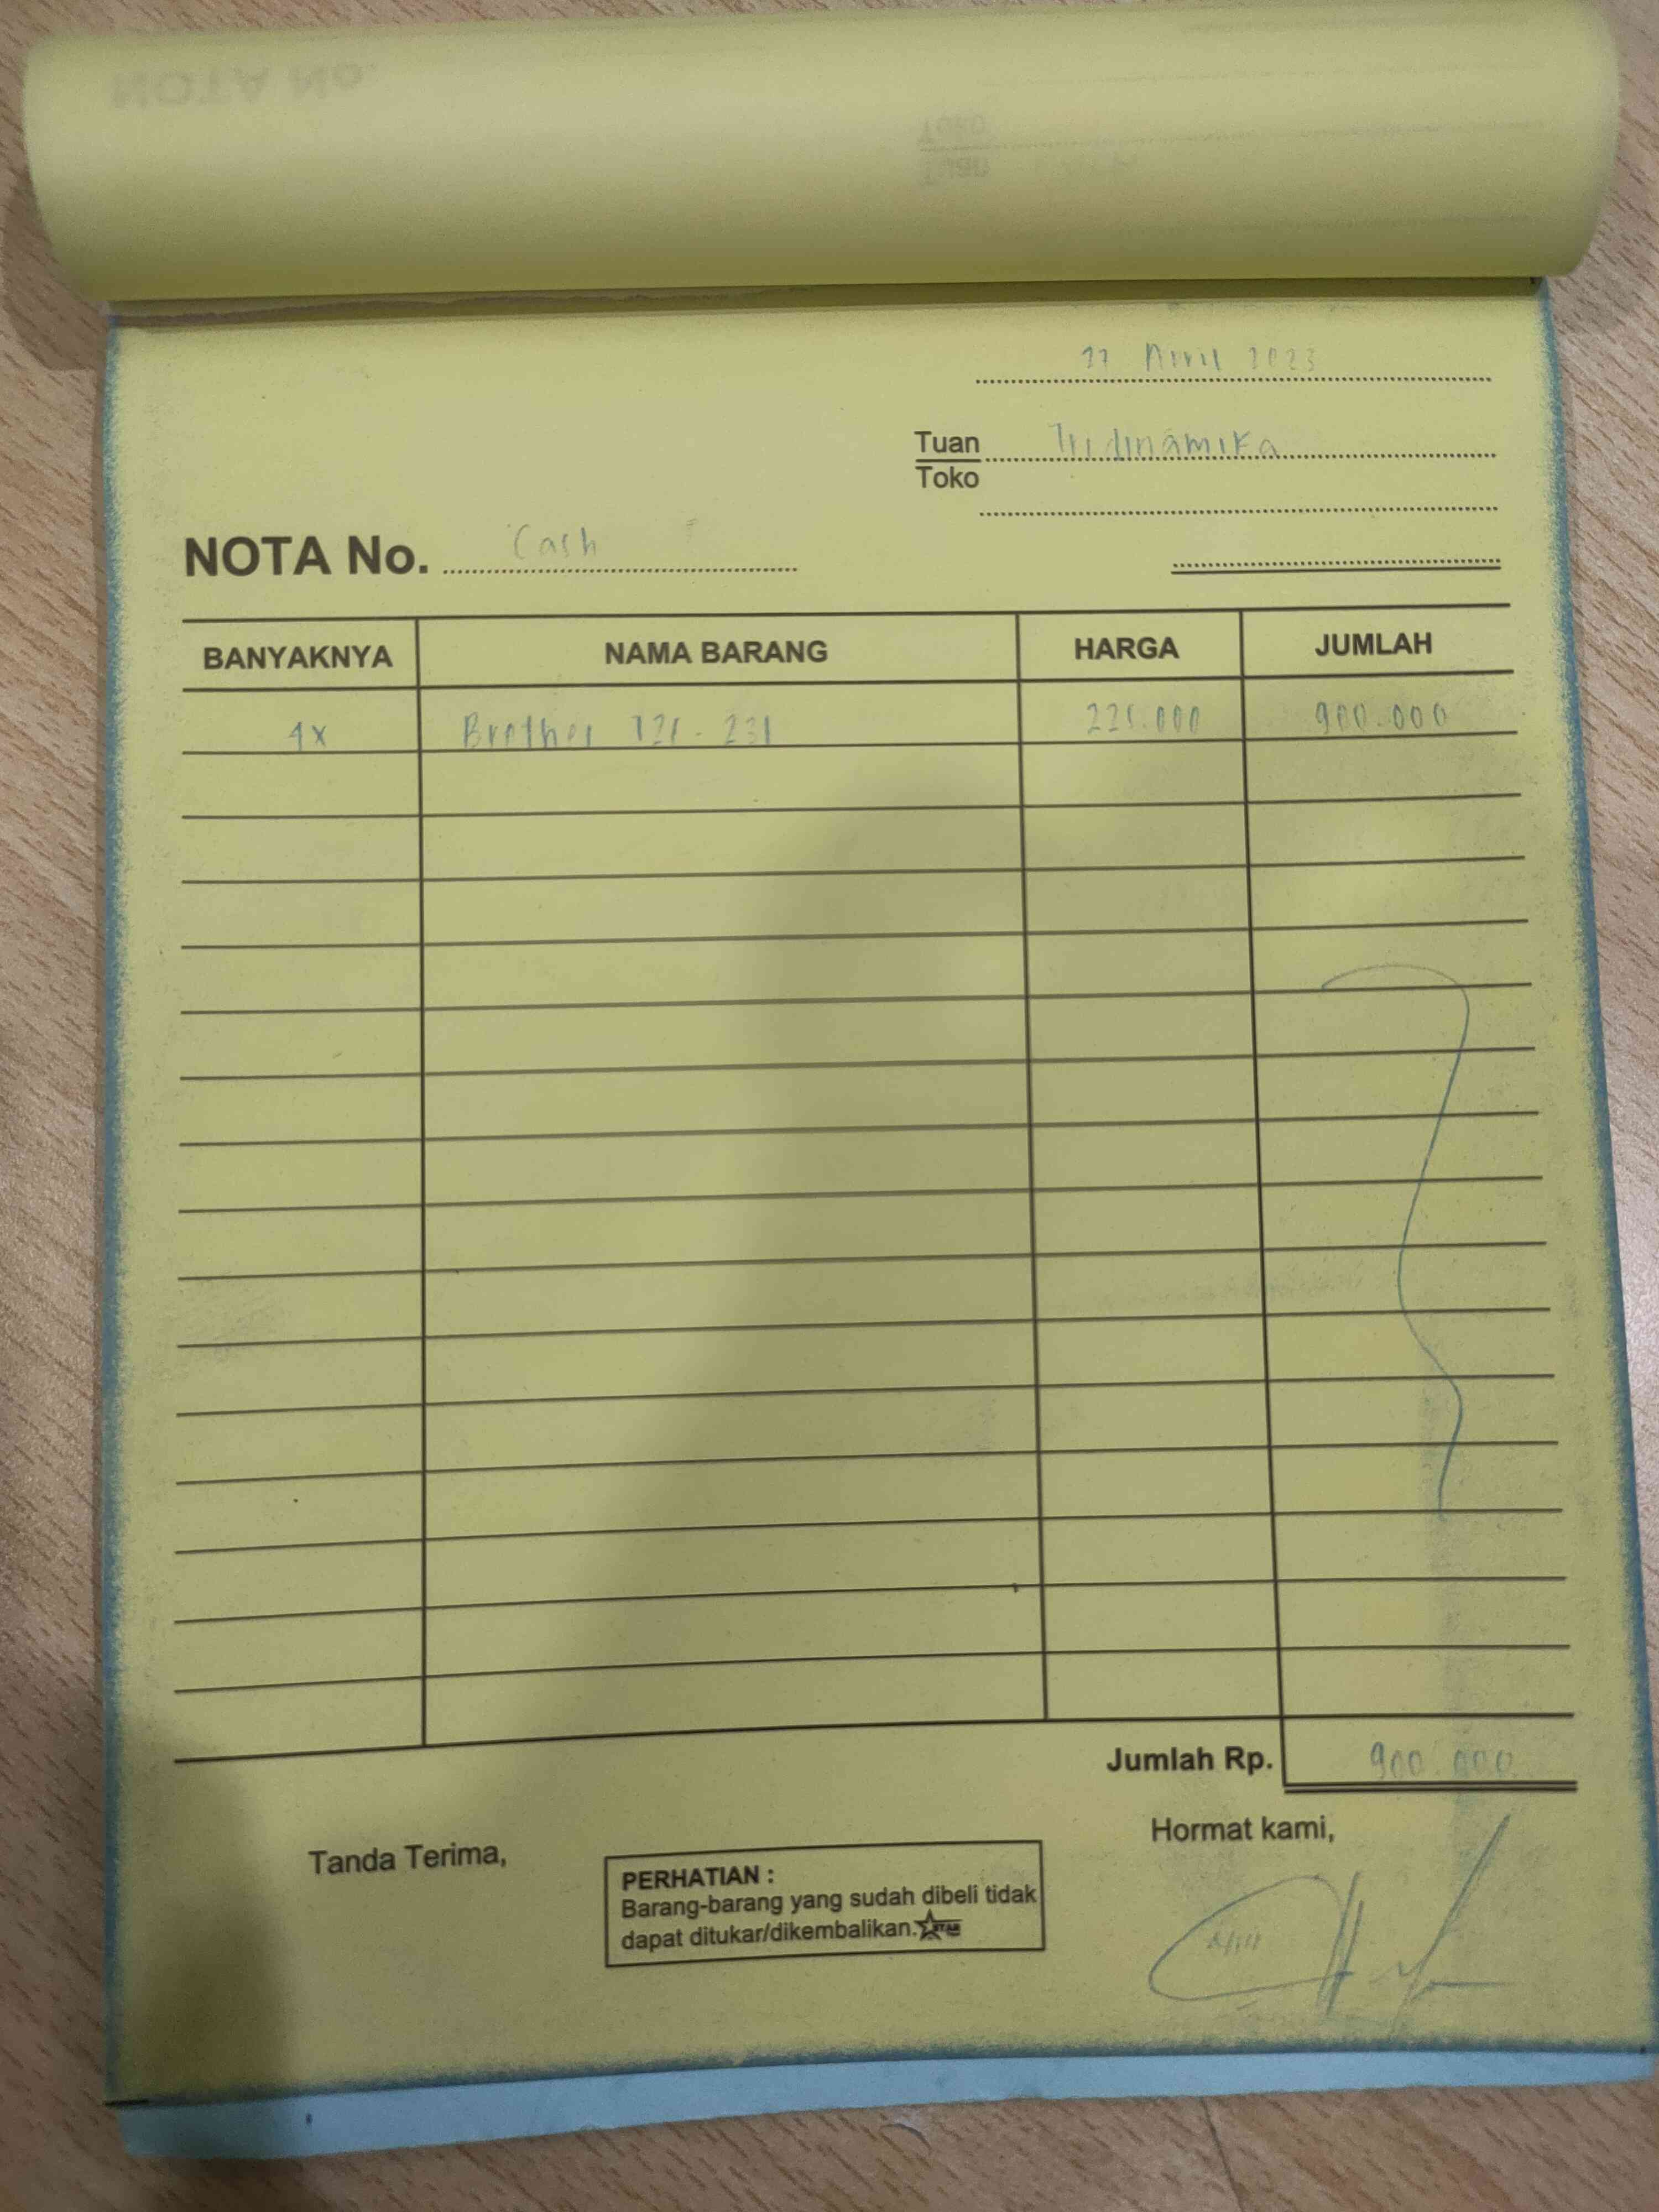 April 2023
Tuan Tridinamika
Toko
NOTA No. Cash
BANYAKNYA NAMA BARANG HARGA JUMLAH
4x Brother 231 225.000 900.000
Jumlah Rp. 900.000
Tanda Terima,
Hormat kami,
PERHATIAN :
Barang-barang yang sudah dibeli tidak
dapat ditukar/dikembalikan.